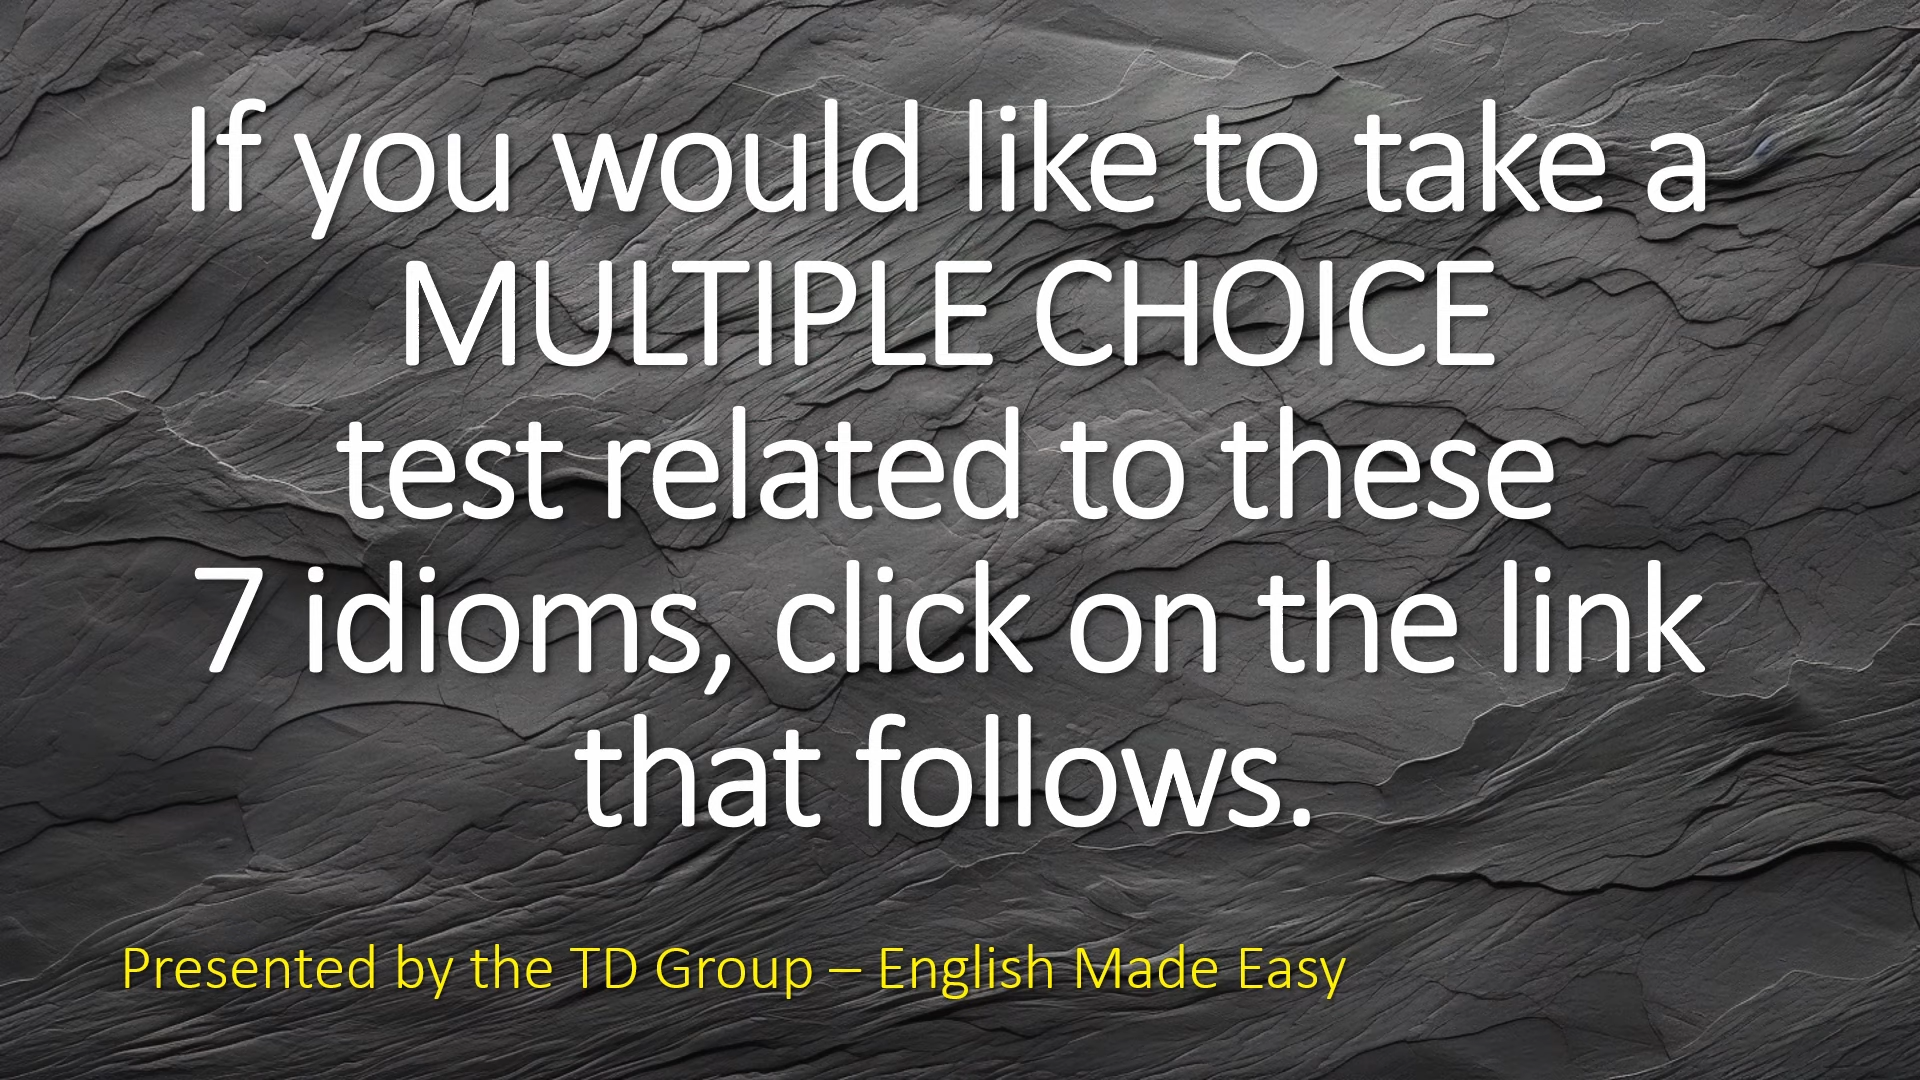 If you would like to take a
MULTIPLE CHOICE
test related to these
7 idioms, click on the link
that follows.
Presented by the TD Group – English Made Easy